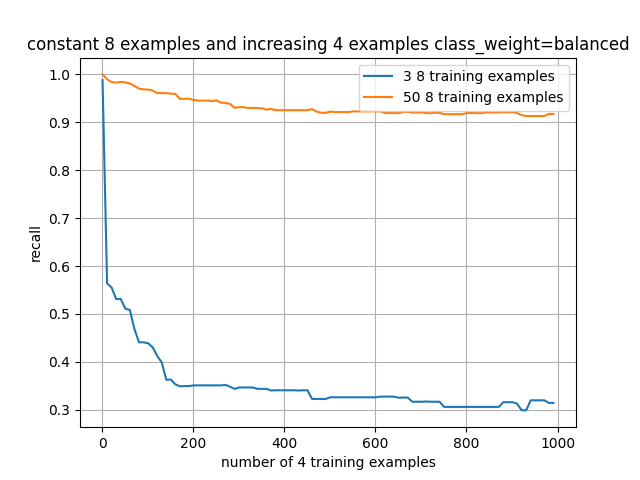 constant 8 examples and increasing 4 examples class_weight=balanced
3 8 training examples
50 8 training examples
recall
1.0
0.9
0.8
0.7
0.6
0.5
0.4
0.3
0 200 400 600 800 1000
number of 4 training examples